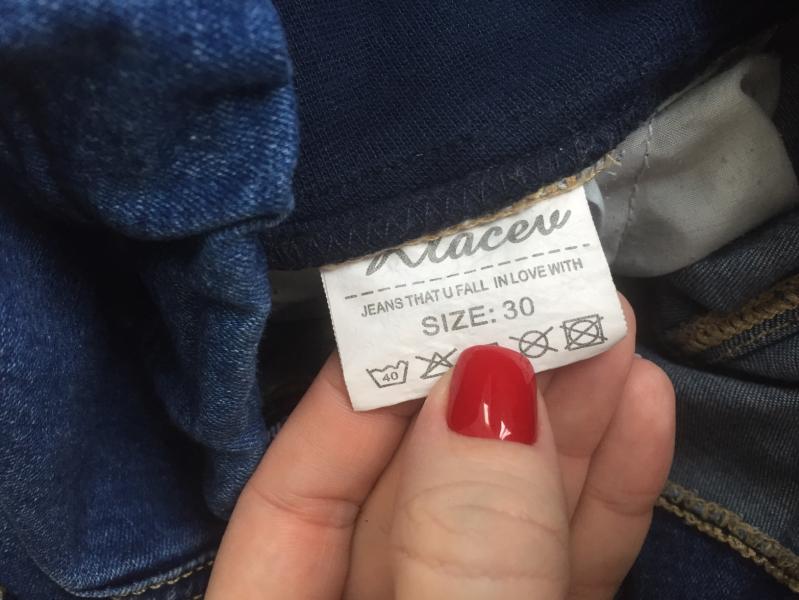 JEANS THAT U FALL IN LOVE WITH
SIZE: 30
40